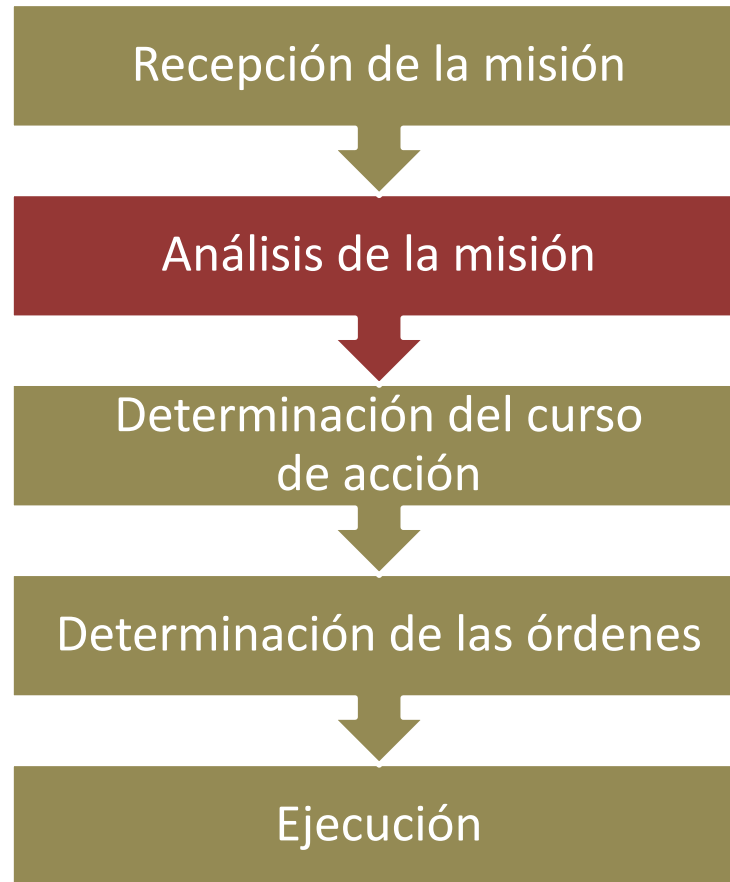 Recepción de la misión
Análisis de la misión
Determinación del curso
de acción
Determinación de las órdenes
Ejecución